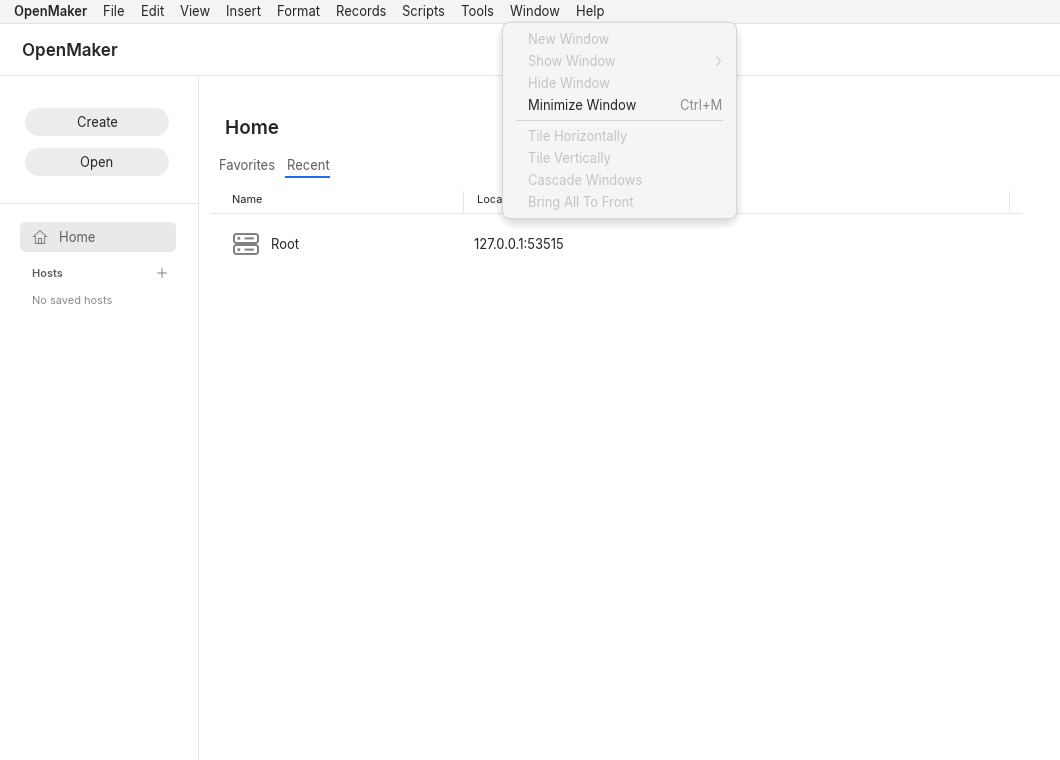 OpenMaker File Edit View Insert Format Records Scripts Tools Window Help
OpenMaker
New Window
Show Window
Hide Window
Minimize Window Ctrl+M
Tile Horizontally
Tile Vertically
Cascade Windows
Bring All To Front
Create
Open
Home
Hosts
No saved hosts
Home
Favorites Recent
Name Loca
Root 127.0.0.1:53515